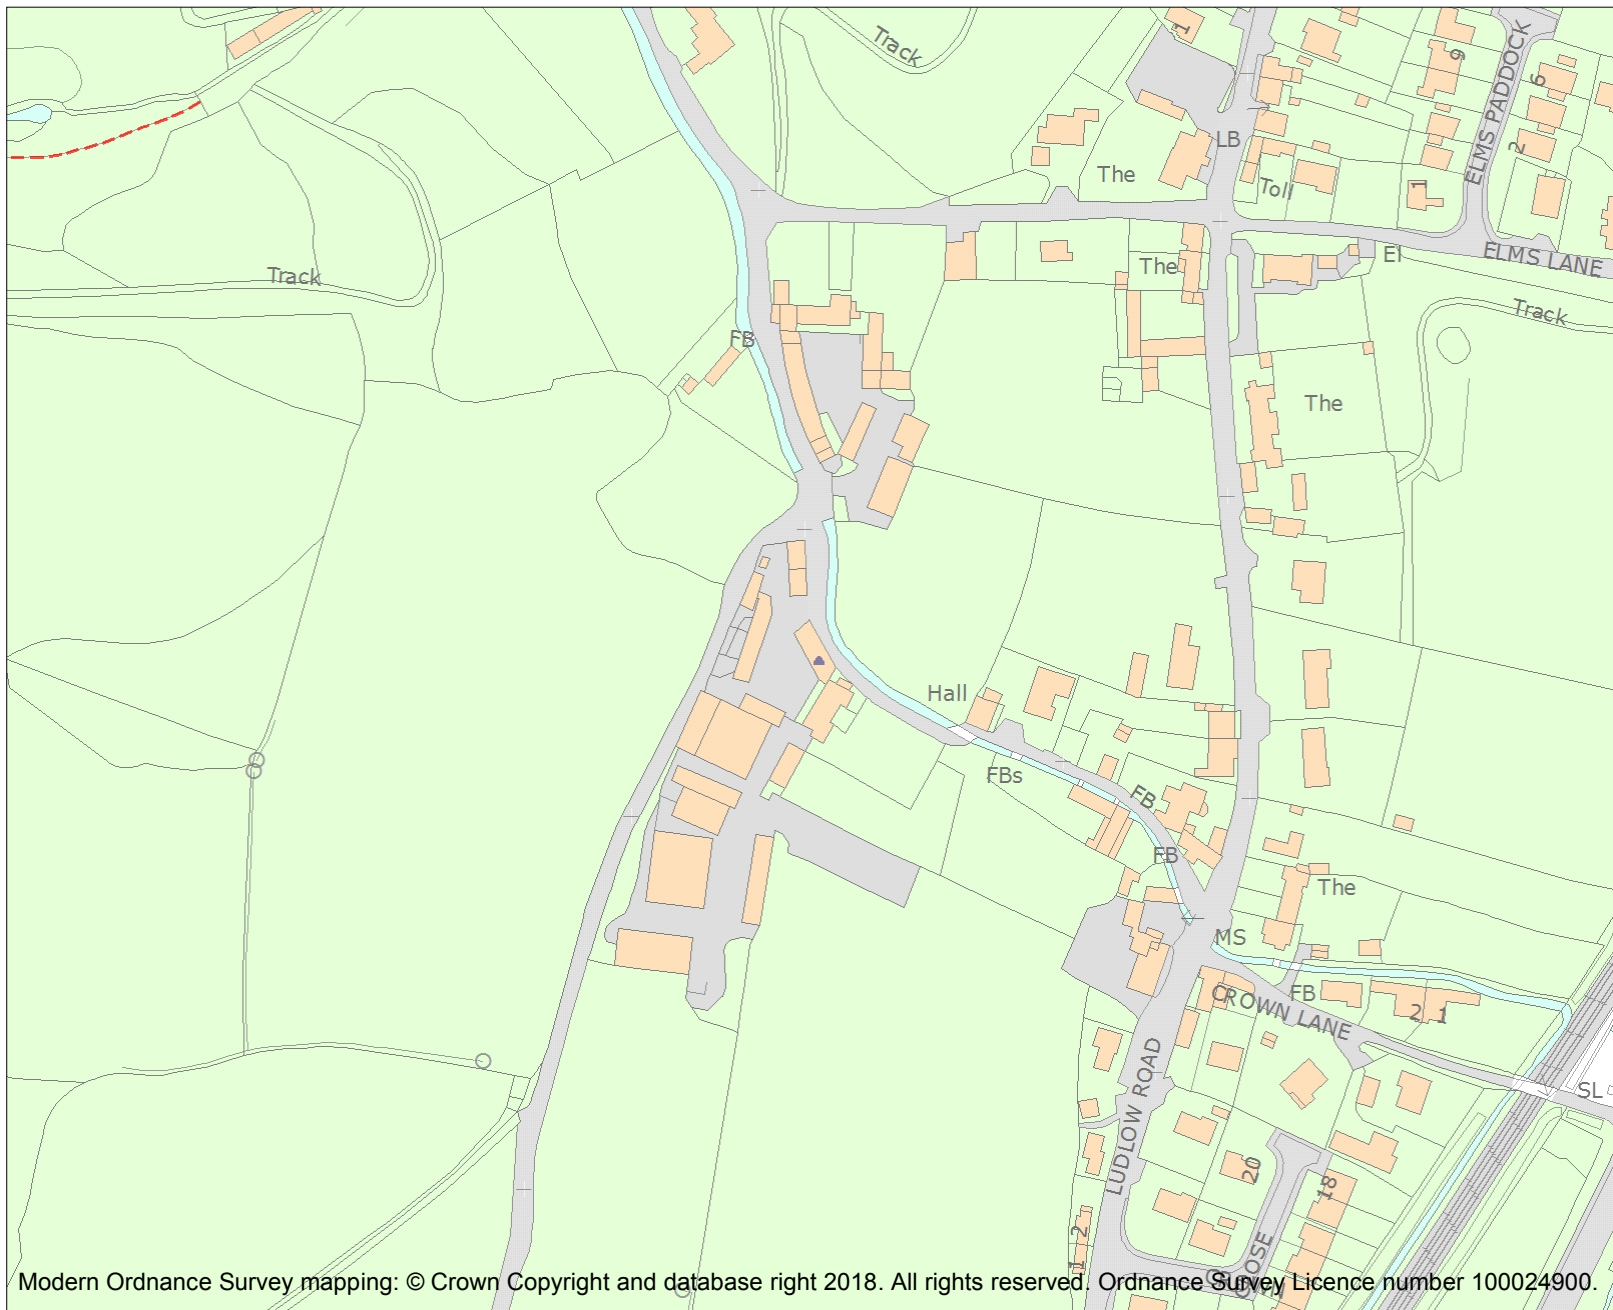 1
Track
9
ELMS PADDOCK
6
LB
2
The
Toll
1
El
ELMS LANE
The
Track
Track
FB
The
Hall
FBs
FB
FB
The
MS
FB
CROWN LANE
2 1
SL
LUDLOW ROAD
20
18
2
1
Modern Ordnance Survey mapping: © Crown Copyright and database right 2018. All rights reserved. Ordnance Survey Licence number 100024900.